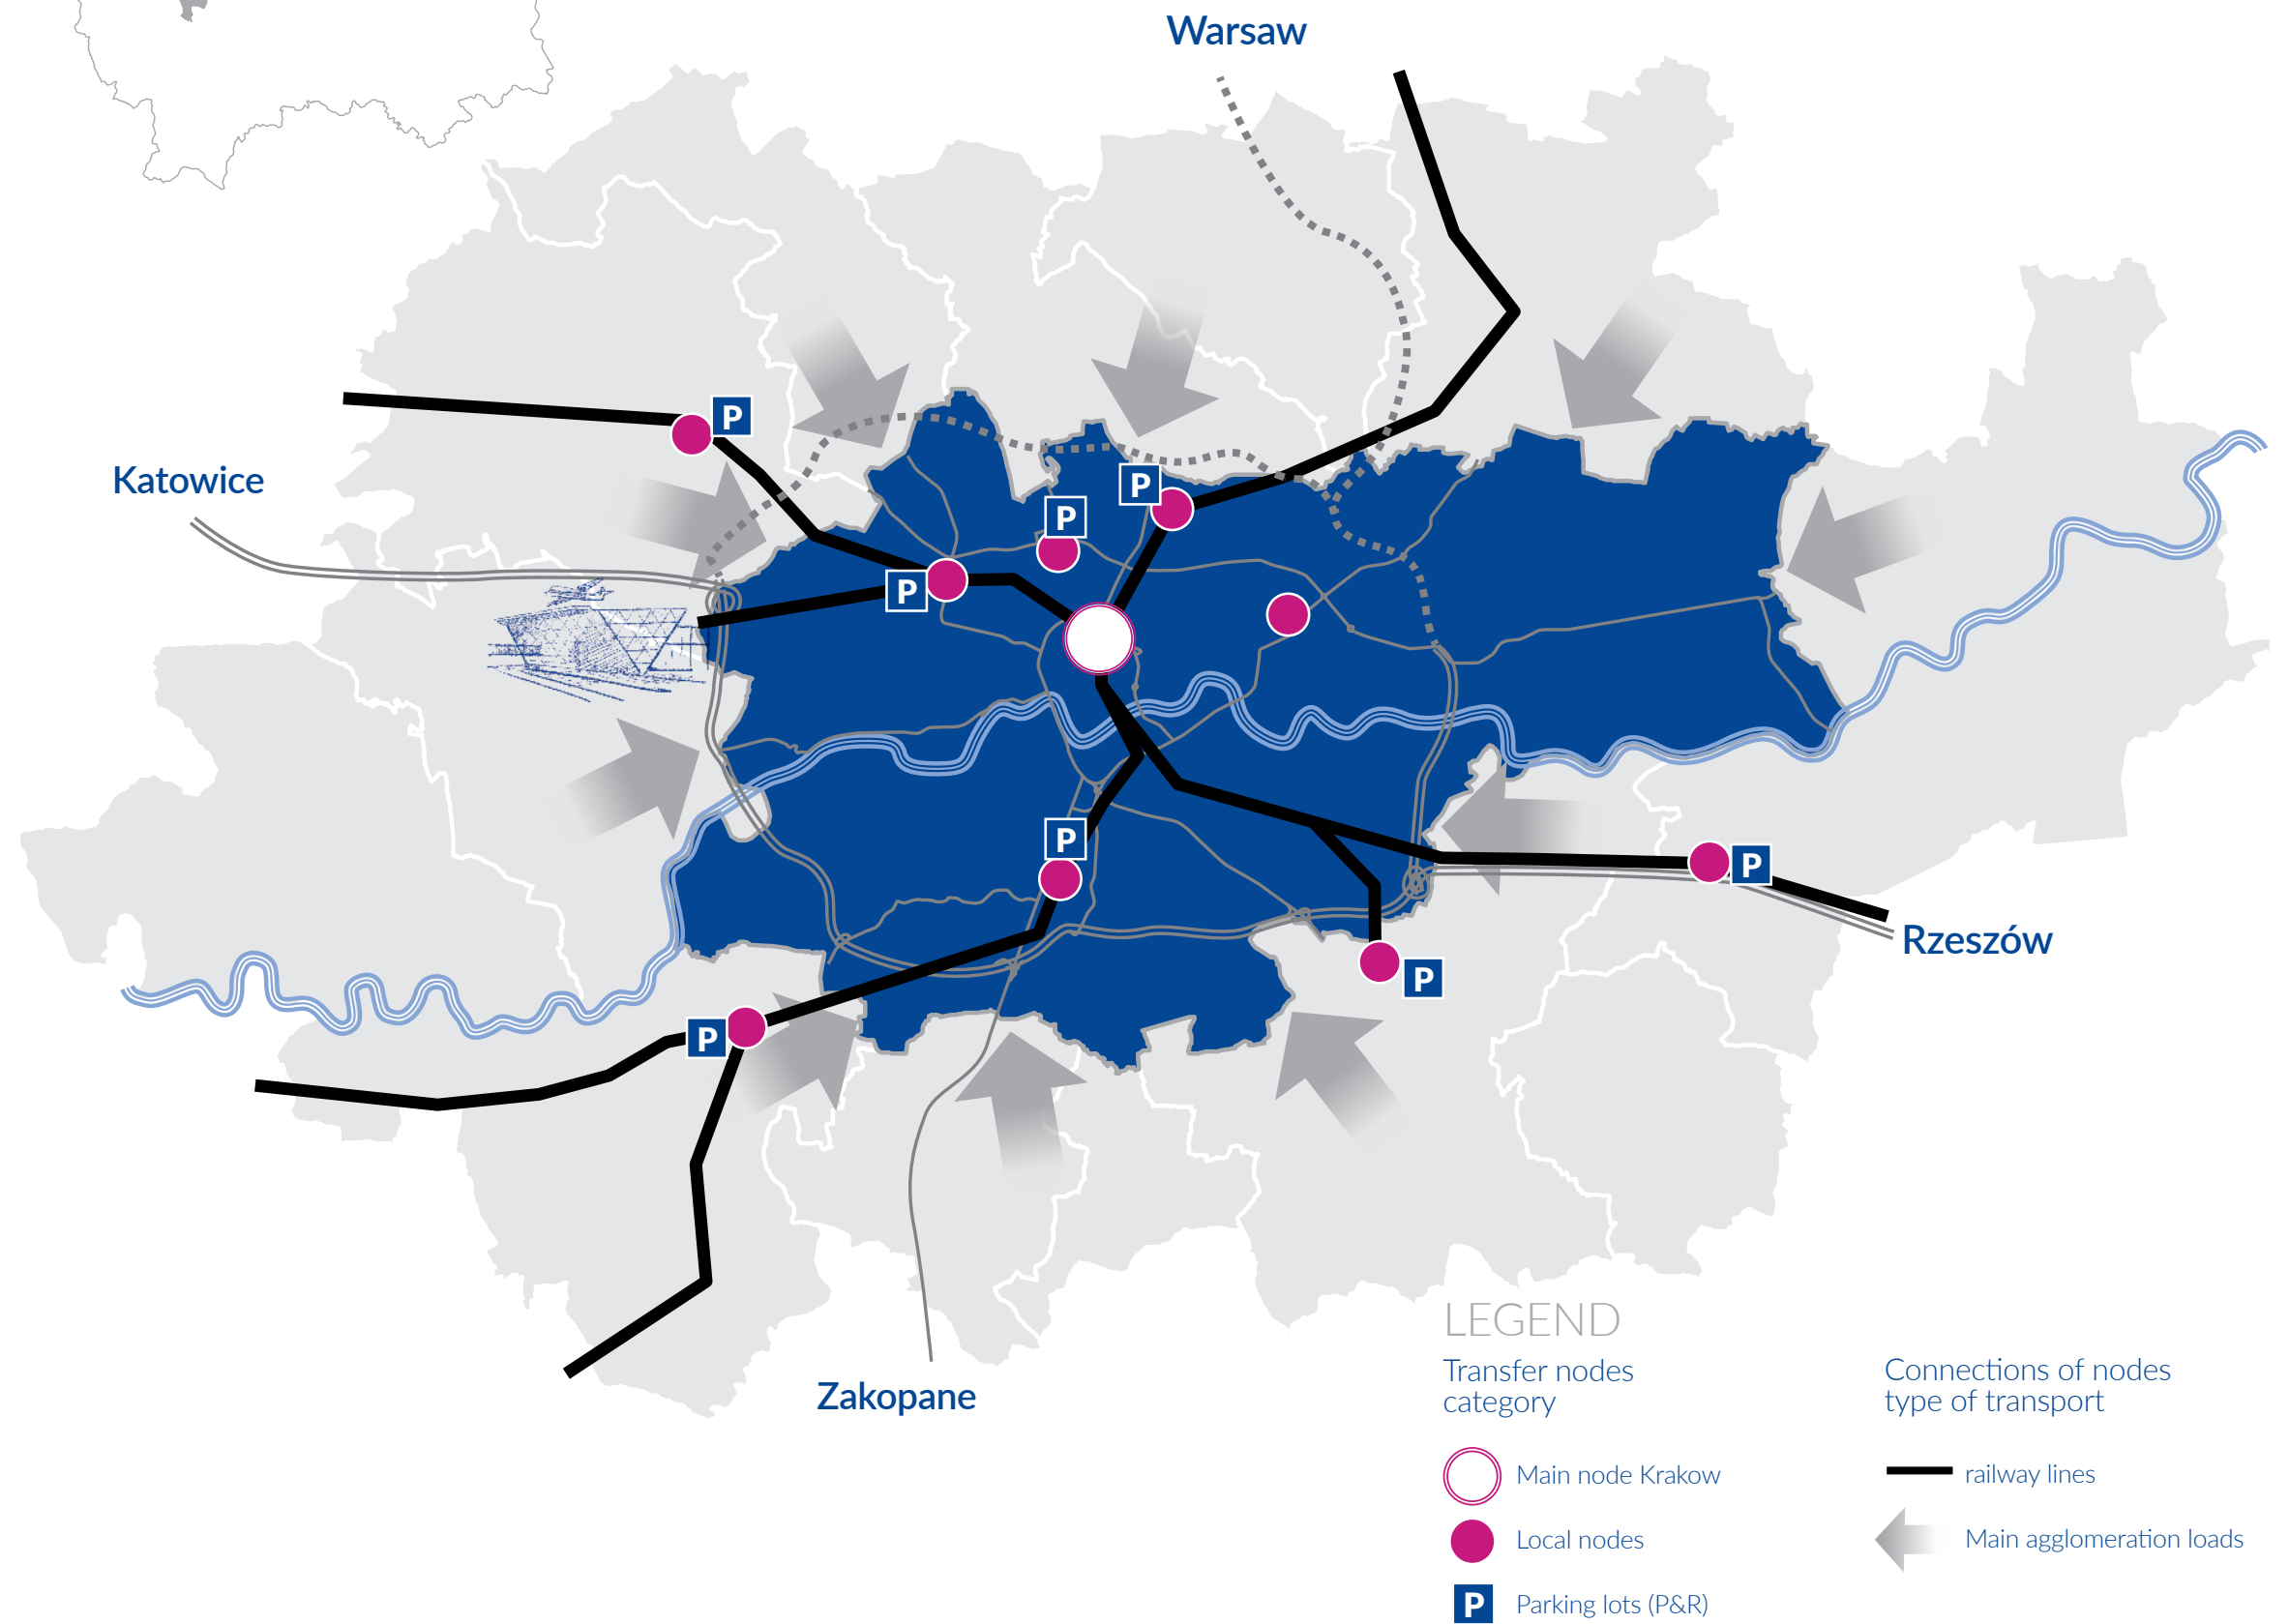 Warsaw
P
Katowice
P
P
P
P
P
Rzeszów
P
P
Zakopane
LEGEND
Transfer nodes
category
Main node Krakow
Local nodes
P
Parking lots (P&R)
Connections of nodes
type of transport
railway lines
Main agglomeration loads